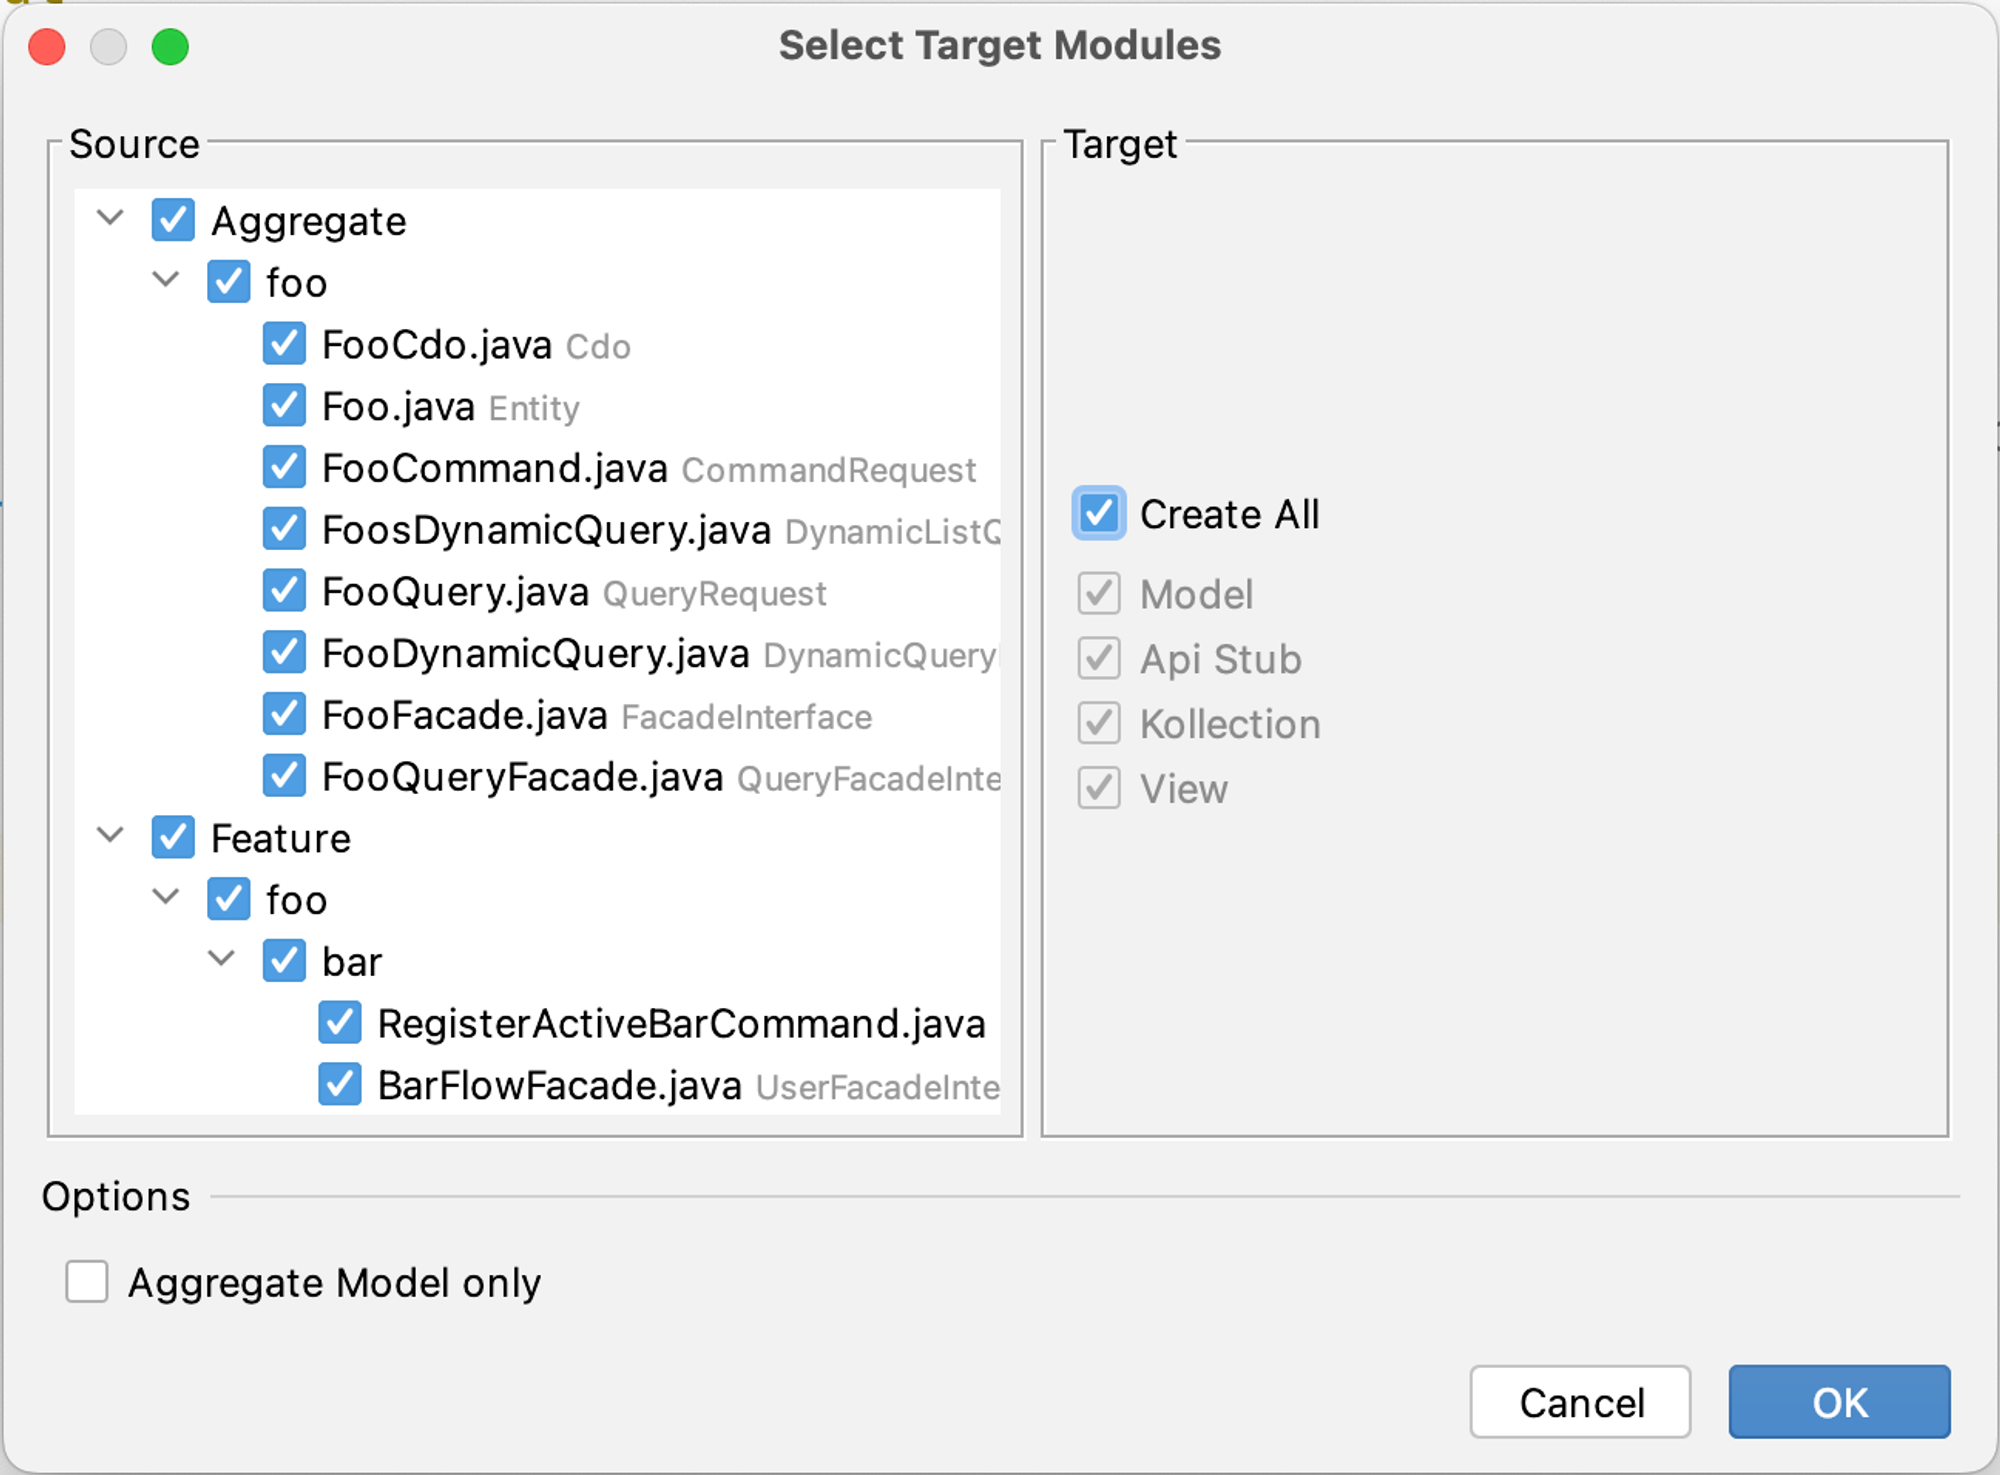 Select Target Modules
Source
Aggregate
foo
FooCdo.java Cdo
Foo.java Entity
FooCommand.java CommandRequest
FoosDynamicQuery.java DynamicListQ
FooQuery.java QueryRequest
FooDynamicQuery.java DynamicQuery
FooFacade.java FacadeInterface
FooQueryFacade.java QueryFacadeInte
Feature
foo
bar
RegisterActiveBarCommand.java
BarFlowFacade.java UserFacadeInte
Target
Create All
Model
Api Stub
Kollection
View
Options
Aggregate Model only
Cancel
OK